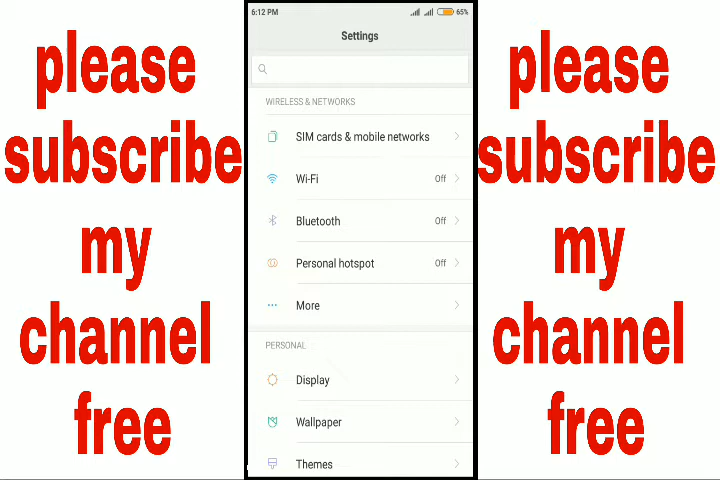 please
subscribe
my
channel
free
6:12 PM 65%
Settings
WIRELESS & NETWORKS
SIM cards & mobile networks
Wi-Fi Off
Bluetooth Off
Personal hotspot Off
More
PERSONAL
Display
Wallpaper
Themes
please
subscribe
my
channel
free